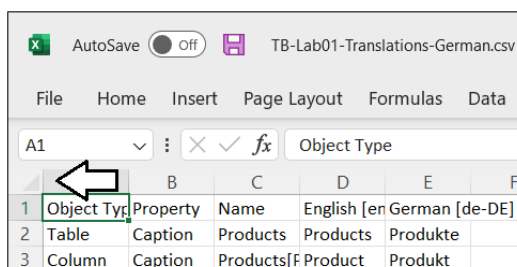 AutoSave Off TB-Lab01-Translations-German.csv
File Home Insert Page Layout Formulas Data
A1 fx Object Type
B C D E F
1 Object Typ Property Name English [en German [de-DE]
2 Table Caption Products Products Produkte
3 Column Caption Products[P Product Produkt